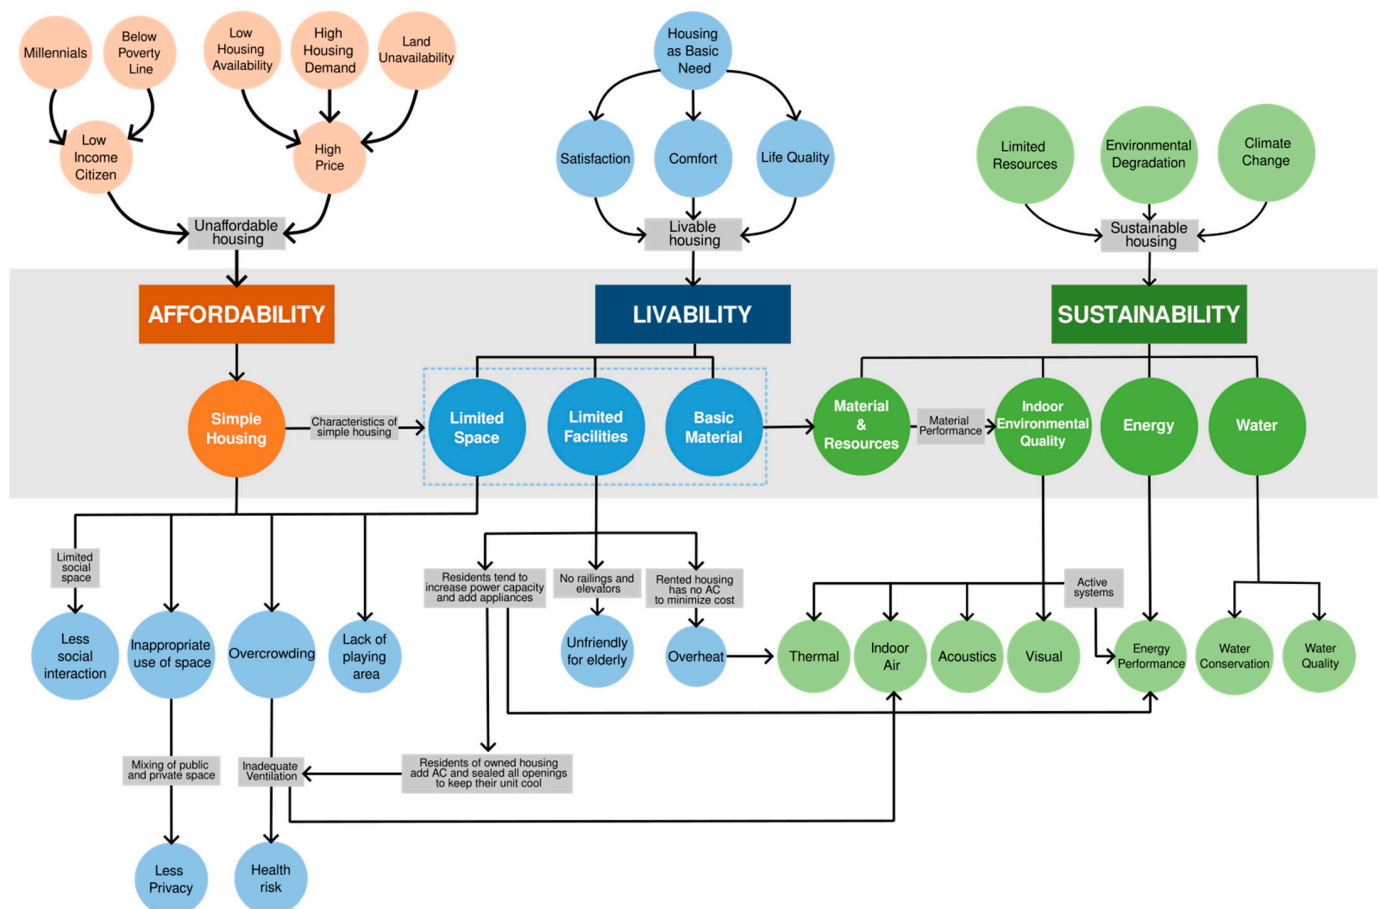 Millennials
Below
Poverty
Line
Low
Housing
Availability
High
Housing
Demand
Land
Unavailability
Housing
as Basic
Need
Low
Income
Citizen
High
Price
Satisfaction
Comfort
Life Quality
Limited
Resources
Environmental
Degradation
Climate
Change
Unaffordable
housing
Livable
housing
Sustainable
housing
AFFORDABILITY
LIVABILITY
SUSTAINABILITY
Simple
Housing
Characteristics of
simple housing
Limited
Space
Limited
Facilities
Basic
Material
Material
&
Resources
Material
Performance
Indoor
Environmental
Quality
Energy
Water
Limited
social
space
Residents tend to
increase power capacity
and add appliances
No railings and
elevators
Rented housing
has no AC
to minimize cost
Active
systems
Less
social
interaction
Inappropriate
use of space
Overcrowding
Lack of
playing
area
Unfriendly
for elderly
Overheat
Thermal
Indoor
Air
Acoustics
Visual
Energy
Performance
Water
Conservation
Water
Quality
Mixing of public
and private space
Inadequate
Ventilation
Residents of owned housing
add AC and sealed all openings
to keep their unit cool
Less
Privacy
Health
risk